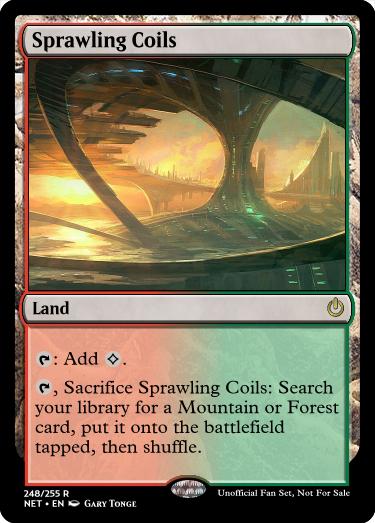 Sprawling Coils
Land
: Add .
, Sacrifice Sprawling Coils: Search
your library for a Mountain or Forest
card, put it onto the battlefield
tapped, then shuffle.
248/255 R
NET • EN Gary Tonge
Unofficial Fan Set, Not For Sale